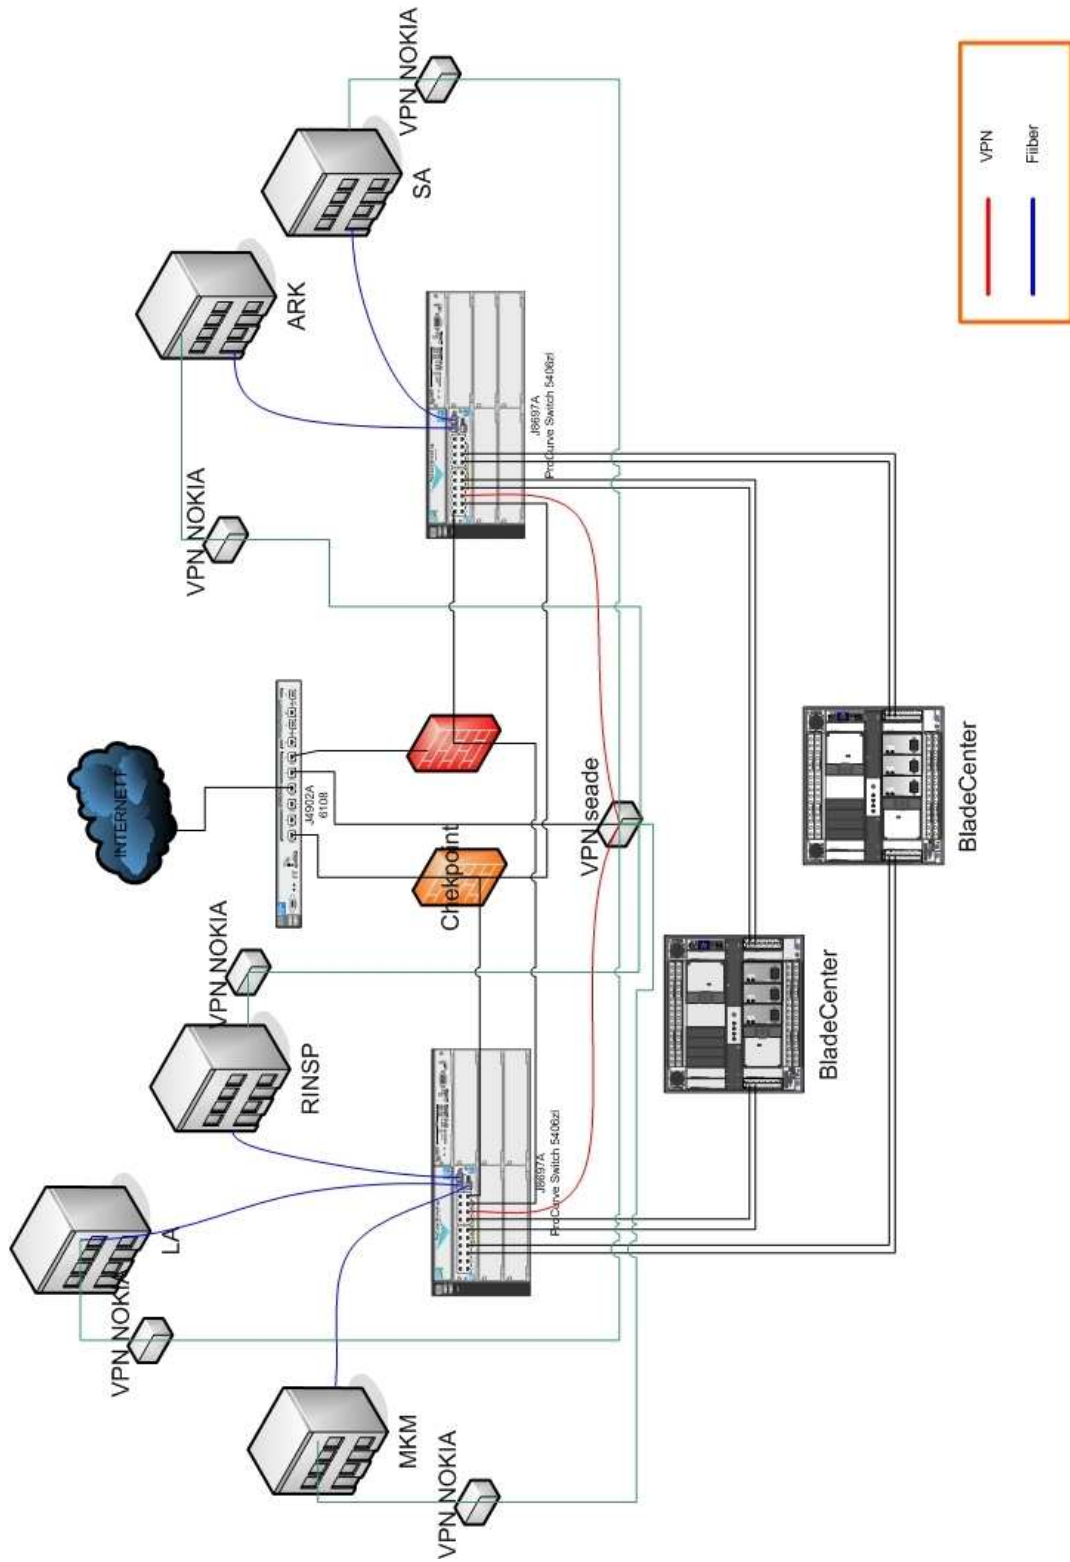 INTERNETT
LA
VPN NOKIA
RINSP
VPN NOKIA
MKM
VPN NOKIA
J4902A
6108
ARK
VPN NOKIA
SA
VPN NOKIA
Chekpoint
J8697A
ProCurve Switch 5406zl
J8697A
ProCurve Switch 5406zl
VPN seade
BladeCenter
BladeCenter
VPN
Fiiber